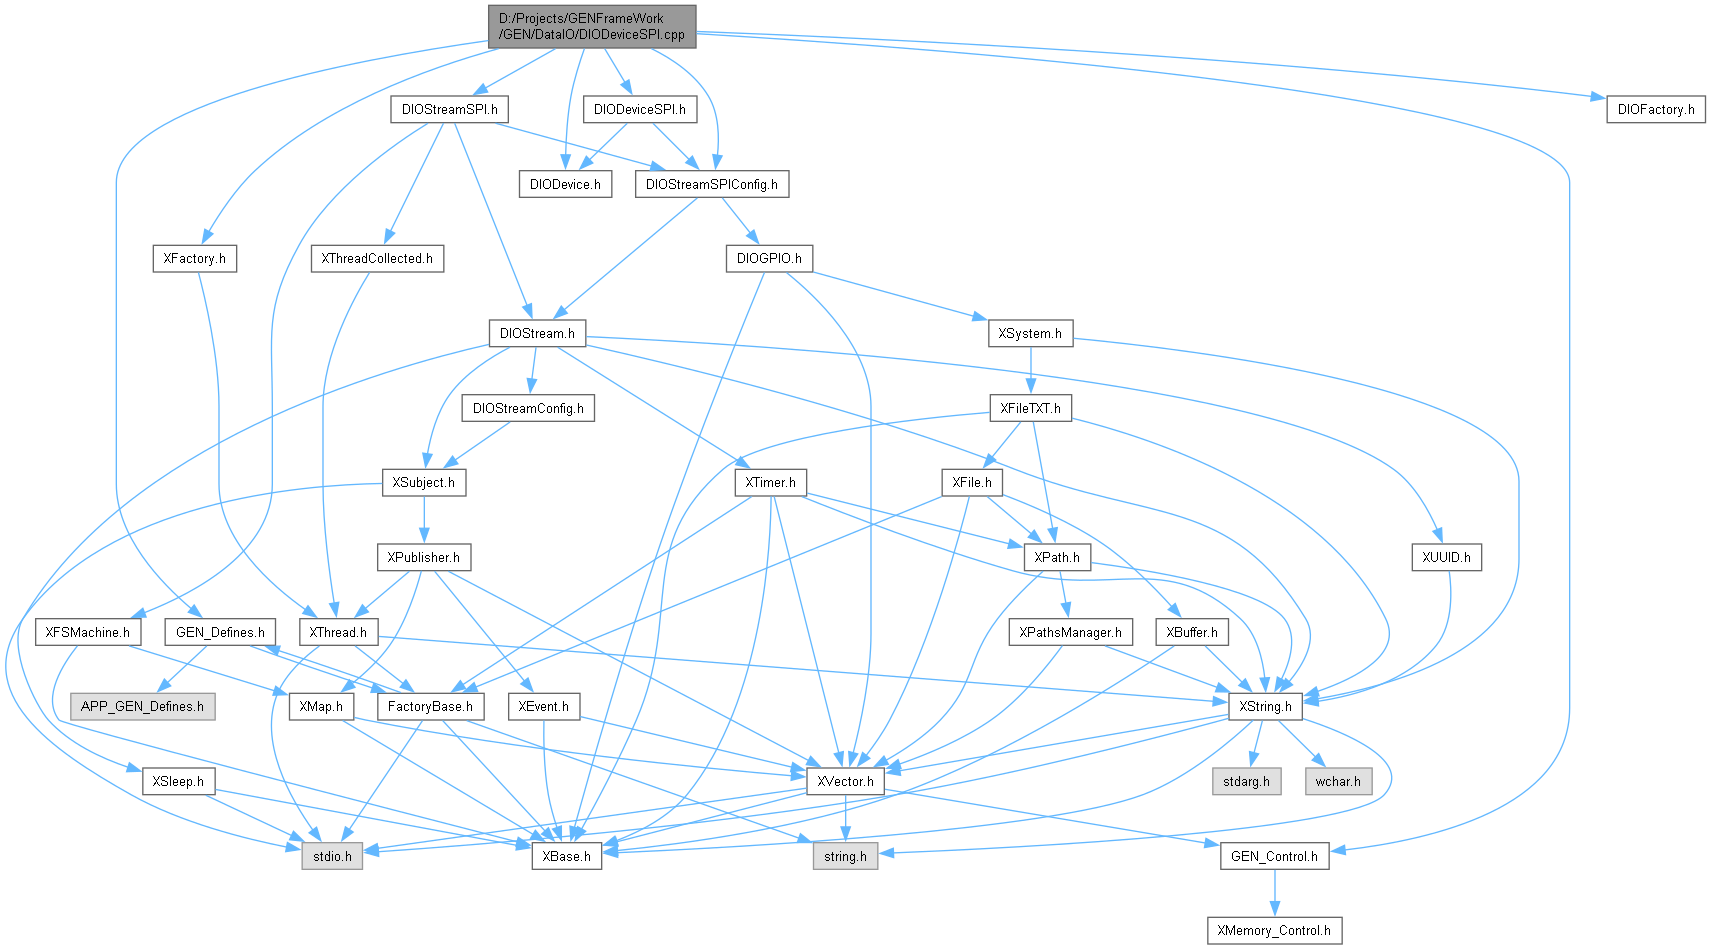 D:/Projects/GENFrameWork
/GEN/DataIO/DIODeviceSPI.cpp
DIOStreamSPI.h
DIODeviceSPI.h
DIOFactory.h
DIODevice.h
DIOStreamSPIConfig.h
XFactory.h
XThreadCollected.h
DIOGPIO.h
DIOStream.h
XSystem.h
DIOStreamConfig.h
XFileTXT.h
XSubject.h
XTimer.h
XFile.h
XPublisher.h
XPath.h
XUUID.h
XFSMachine.h
GEN_Defines.h
XThread.h
XPathsManager.h
XBuffer.h
APP_GEN_Defines.h
XMap.h
FactoryBase.h
XEvent.h
XString.h
XSleep.h
XVector.h
stdarg.h
wchar.h
stdio.h
XBase.h
string.h
GEN_Control.h
XMemory_Control.h